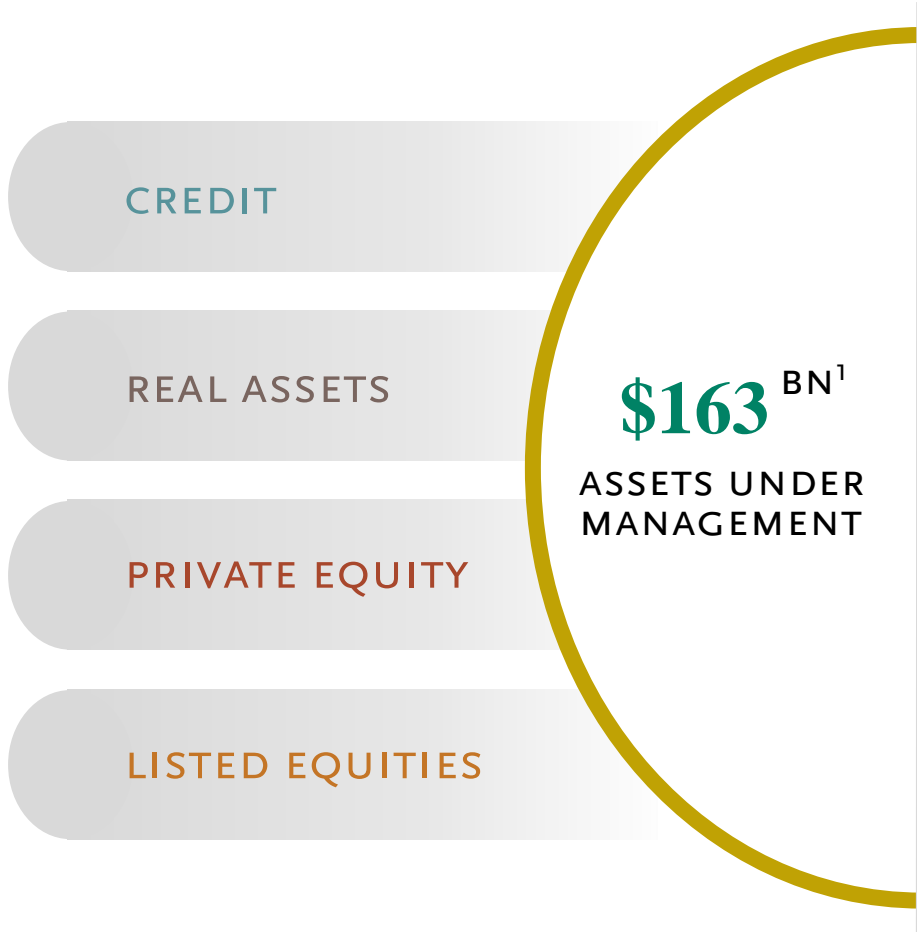 CREDIT
REAL ASSETS
PRIVATE EQUITY
LISTED EQUITIES
$163 BN¹
ASSETS UNDER
MANAGEMENT